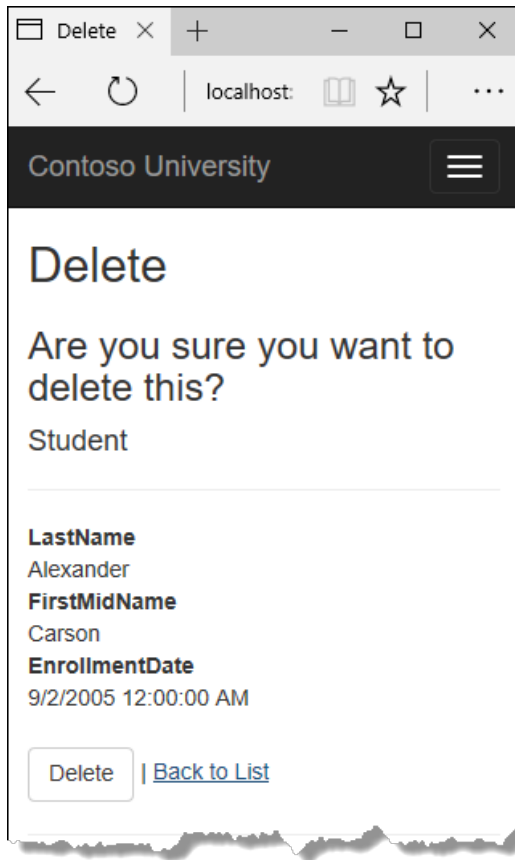 Delete
localhost:
Contoso University
Delete
Are you sure you want to
delete this?
Student
LastName
Alexander
FirstMidName
Carson
EnrollmentDate
9/2/2005 12:00:00 AM
Delete | Back to List